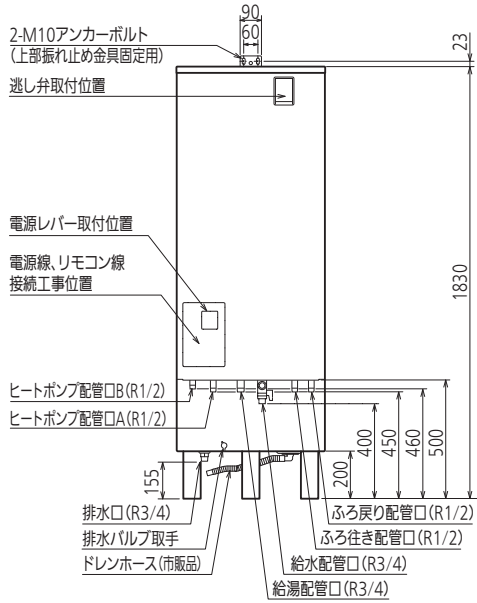 90
60
23
2-M10アンカーボルト
(上部振れ止め金具固定用)
逃し弁取付位置
電源レバー取付位置
電源線、リモコン線
接続工事位置
1830
ヒートポンプ配管口B(R1/2)
ヒートポンプ配管口A(R1/2)
155
200
400
450
460
500
排水口(R3/4)
排水バルブ取手
ドレンホース(市販品)
ふろ戻り配管口(R1/2)
ふろ往き配管口(R1/2)
給水配管口(R3/4)
給湯配管口(R3/4)